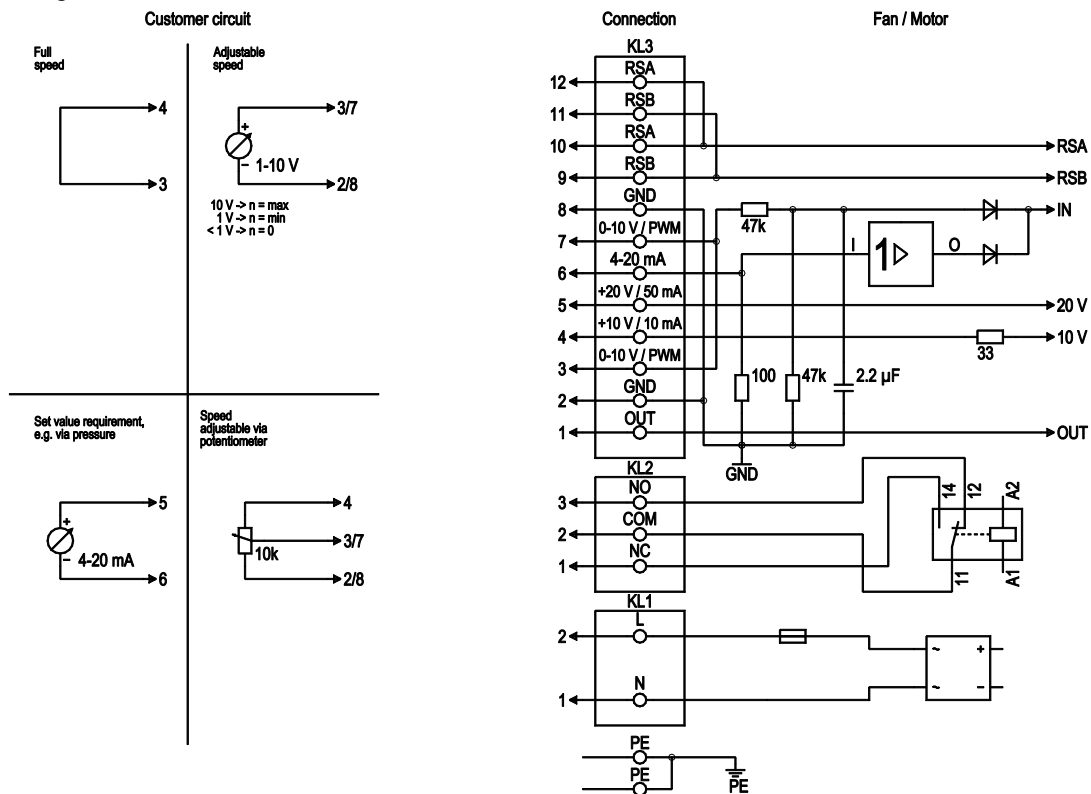 Customer circuit
Full
speed
4
3
Adjustable
speed
3/7
+
−
1-10 V
2/8
10 V -> n = max
1 V -> n = min
< 1 V -> n = 0
Set value requirement,
e.g. via pressure
5
+
−
4-20 mA
6
Speed
adjustable via
potentiometer
4
3/7
10k
2/8
Connection
Fan / Motor
KL3
12 RSA
11 RSB
10 RSA RSA
9 RSB RSB
8 GND IN
47k
7 0-10 V / PWM
I 1 O
6 4-20 mA
5 +20 V / 50 mA 20 V
4 +10 V / 10 mA 10 V
33
3 0-10 V / PWM
100 47k 2.2 µF
2 GND
1 OUT OUT
GND
KL2
3 NO
2 COM
1 NC
14 12 A2
11 A1
KL1
2 L
~ +
1 N
~ −
PE
PE
PE